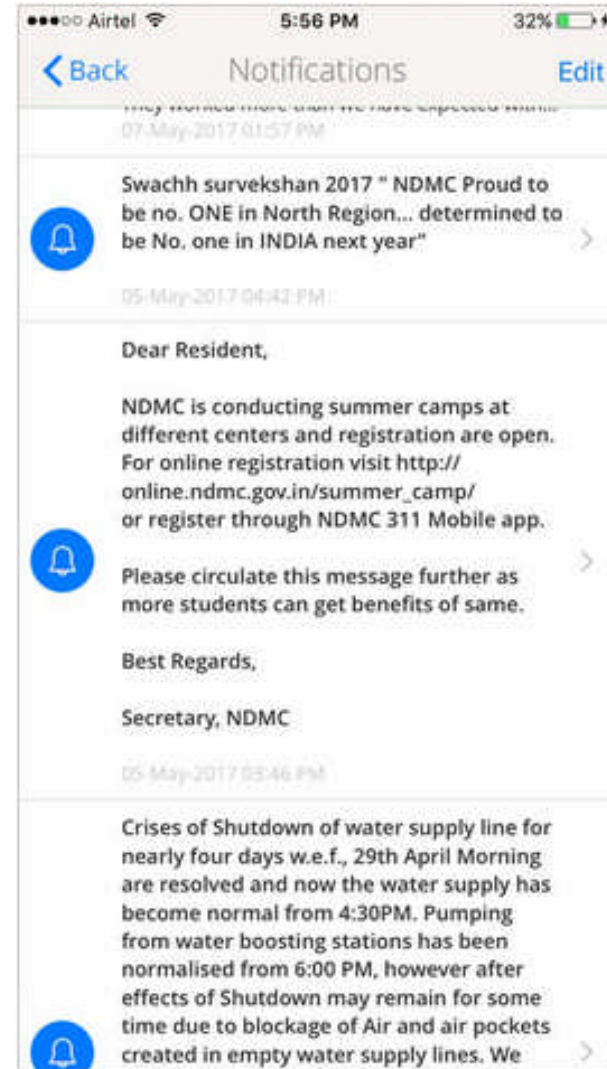 Airtel 5:56 PM 32%
Back Notifications Edit
They worked more than we have expected with...
07-May-2017 01:57 PM
Swachh survekshan 2017 " NDMC Proud to
be no. ONE in North Region... determined to
be No. one in INDIA next year"
05-May-2017 04:42 PM
Dear Resident,
NDMC is conducting summer camps at
different centers and registration are open.
For online registration visit http://
online.ndmc.gov.in/summer_camp/
or register through NDMC 311 Mobile app.
Please circulate this message further as
more students can get benefits of same.
Best Regards,
Secretary, NDMC
05-May-2017 03:46 PM
Crises of Shutdown of water supply line for
nearly four days w.e.f., 29th April Morning
are resolved and now the water supply has
become normal from 4:30PM. Pumping
from water boosting stations has been
normalised from 6:00 PM, however after
effects of Shutdown may remain for some
time due to blockage of Air and air pockets
created in empty water supply lines. We